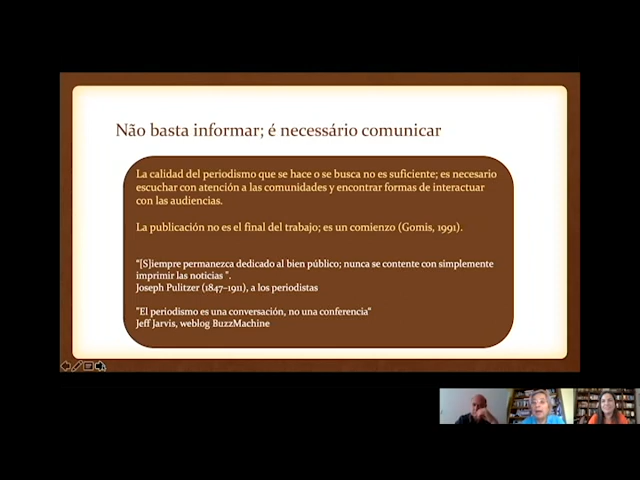 Não basta informar; é necessário comunicar
La calidad del periodismo que se hace o se busca no es suficiente; es necesario
escuchar con atención a las comunidades y encontrar formas de interactuar
con las audiencias.
La publicación no es el final del trabajo; es un comienzo (Gomis, 1991).
"[S]iempre permanezca dedicado al bien público; nunca se contente con simplemente
imprimir las noticias ".
Joseph Pulitzer (1847–1911), a los periodistas
"El periodismo es una conversación, no una conferencia"
Jeff Jarvis, weblog BuzzMachine